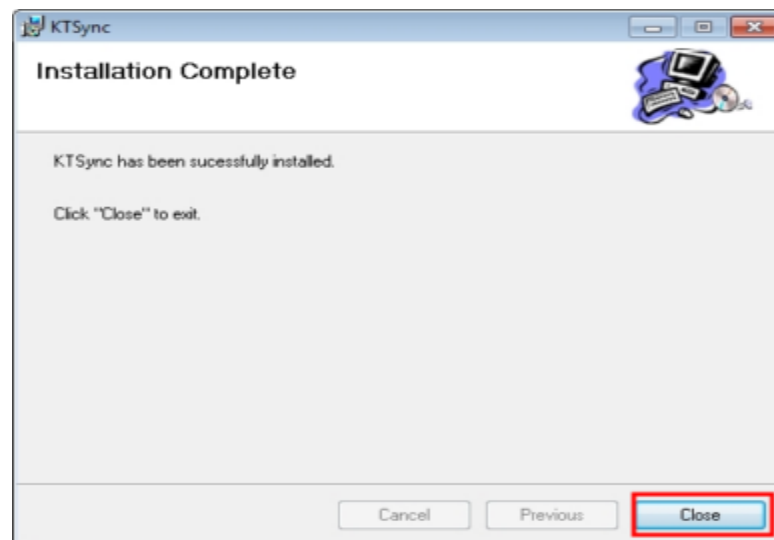 KTSync
Installation Complete
KTSync has been sucessfully installed.
Click "Close" to exit.
Cancel
Previous
Close